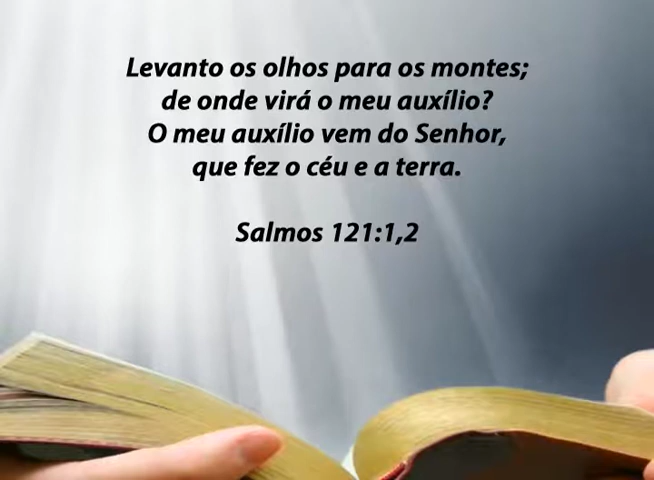 Levanto os olhos para os montes;
de onde virá o meu auxílio?
O meu auxílio vem do Senhor,
que fez o céu e a terra.
Salmos 121:1,2